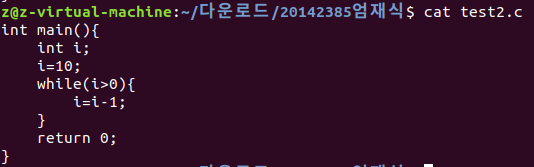 z@z-virtual-machine:~/다운로드/20142385엄재식$ cat test2.c
int main(){
    int i;
    i=10;
    while(i>0){
        i=i-1;
    }
    return 0;
}